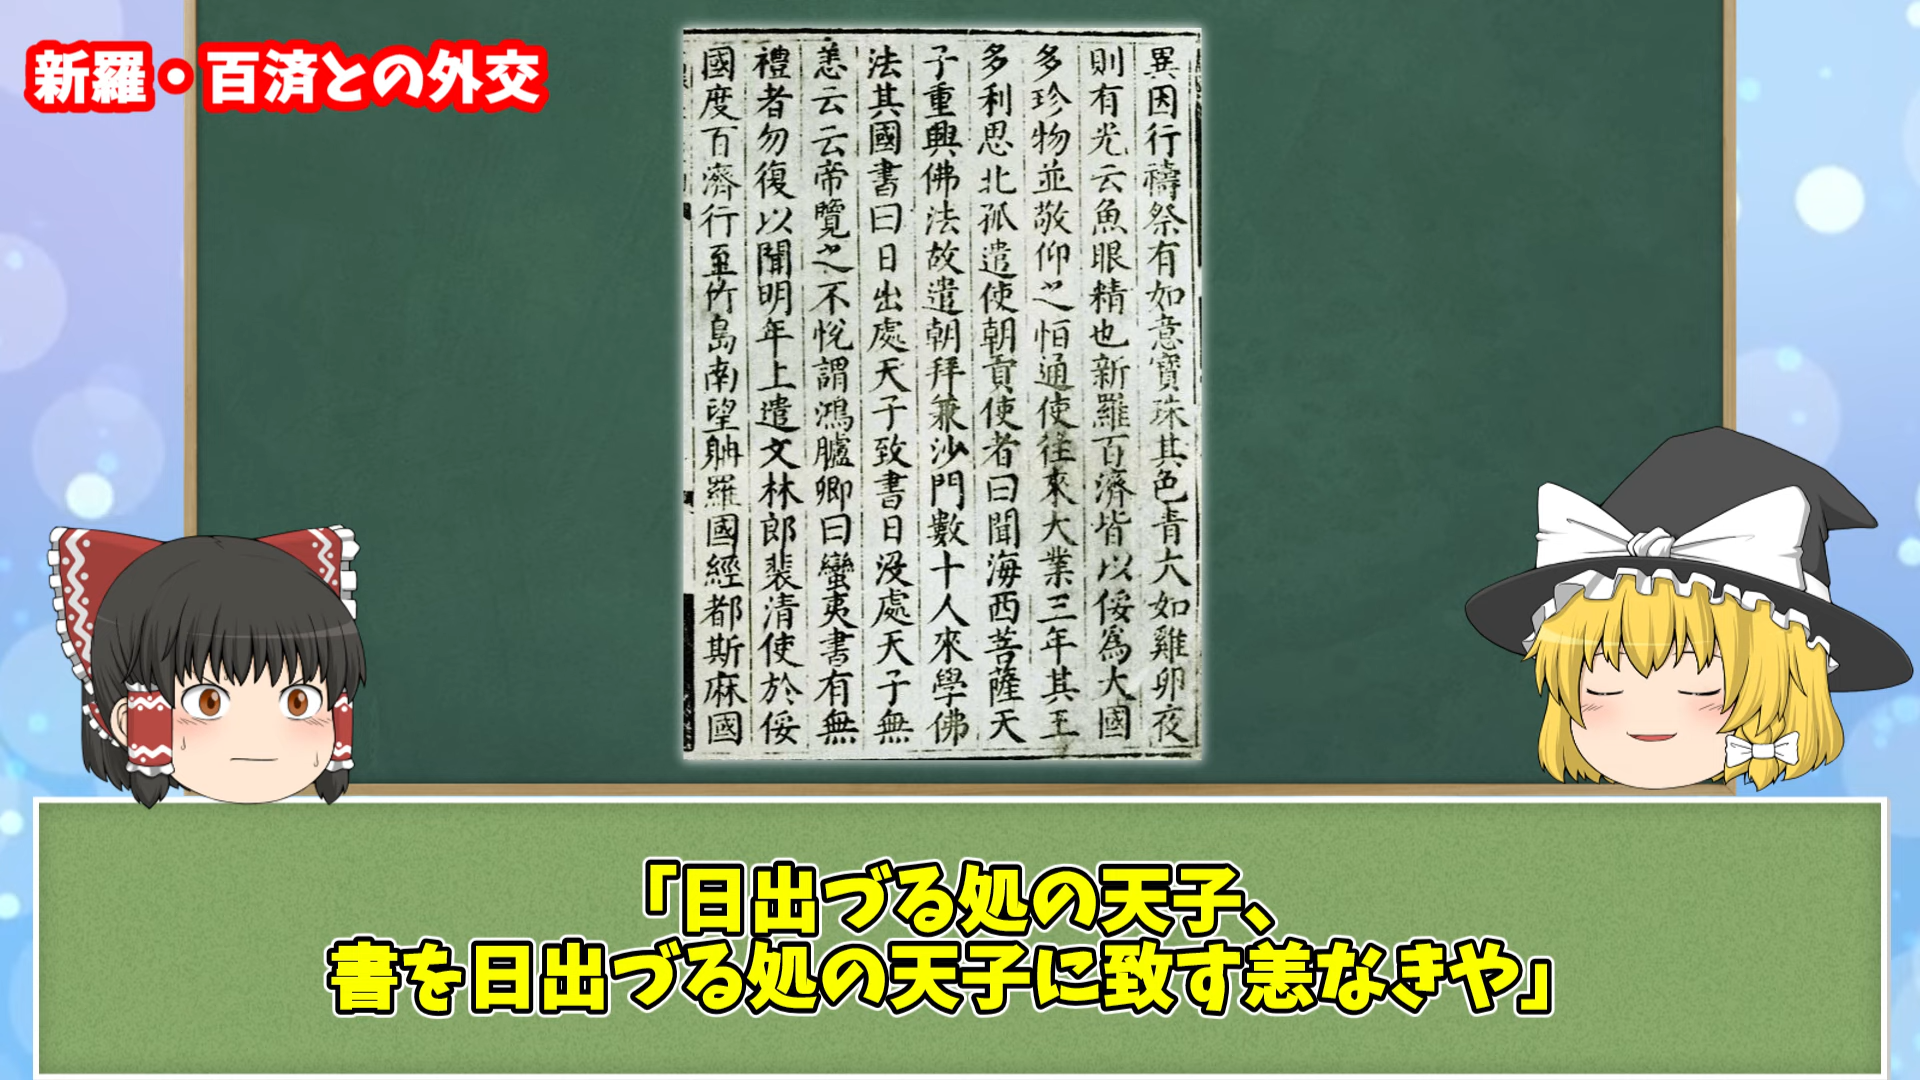 新羅・百済との外交
異因行禱祭有如意寶珠其色青大如雞卵夜
則有光云魚眼精也新羅百濟皆以倭為大國
多珍物並敬仰之恒通使往來大業三年其王
多利思北孤遣使朝貢使者曰聞海西菩薩天
子重興佛法故遣朝拜兼沙門數十人來學佛
法其國書曰日出處天子致書日没處天子無
恙云云帝覽之不悅謂鴻臚卿曰蠻夷書有無
禮者勿復以聞明年上遣文林郎裴清使於倭
國度百濟行至竹島南望𨈭羅國經都斯麻國
「日出づる処の天子、
書を日出づる処の天子に致す恙なきや」